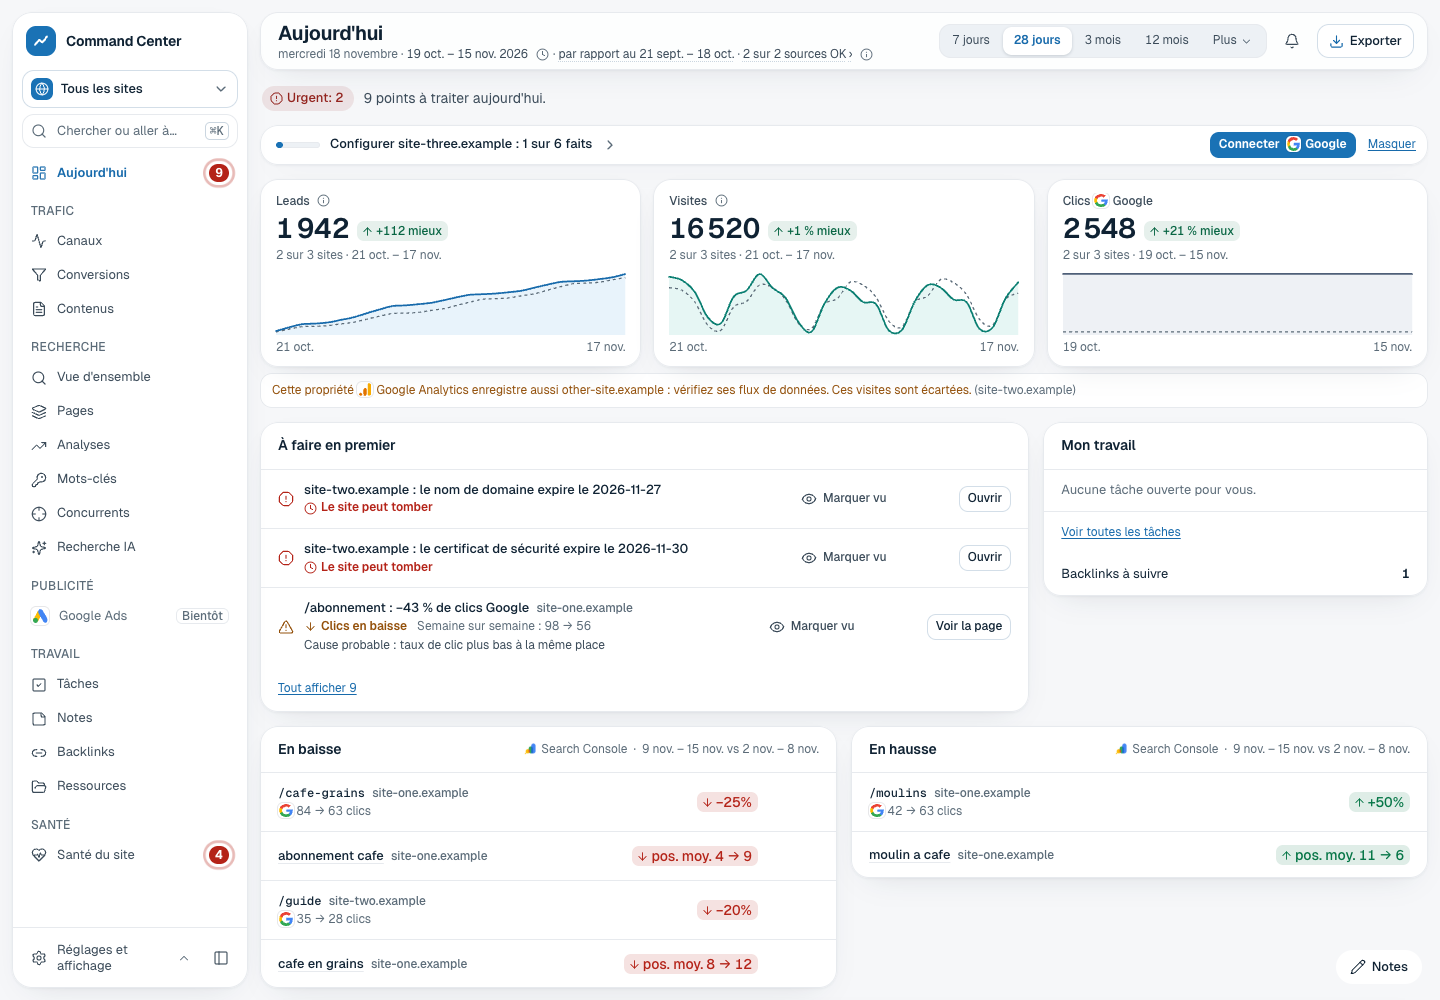 Command Center
Tous les sites
Chercher ou aller à… ⌘K
Aujourd'hui 9
TRAFIC
Canaux
Conversions
Contenus
RECHERCHE
Vue d'ensemble
Pages
Analyses
Mots-clés
Concurrents
Recherche IA
PUBLICITÉ
Google Ads Bientôt
TRAVAIL
Tâches
Notes
Backlinks
Ressources
SANTÉ
Santé du site 4
Réglages et
affichage
Aujourd'hui
mercredi 18 novembre · 19 oct. – 15 nov. 2026 · par rapport au 21 sept. – 18 oct. · 2 sur 2 sources OK ›
7 jours 28 jours 3 mois 12 mois Plus
Exporter
Urgent: 2 9 points à traiter aujourd'hui.
Configurer site-three.example : 1 sur 6 faits
Connecter Google Masquer
Leads
1 942 ↑ +112 mieux
2 sur 3 sites · 21 oct. – 17 nov.
21 oct. 17 nov.
Visites
16 520 ↑ +1 % mieux
2 sur 3 sites · 21 oct. – 17 nov.
21 oct. 17 nov.
Clics Google
2 548 ↑ +21 % mieux
2 sur 3 sites · 19 oct. – 15 nov.
19 oct. 15 nov.
Cette propriété Google Analytics enregistre aussi other-site.example : vérifiez ses flux de données. Ces visites sont écartées. (site-two.example)
À faire en premier
site-two.example : le nom de domaine expire le 2026-11-27
Le site peut tomber
Marquer vu Ouvrir
site-two.example : le certificat de sécurité expire le 2026-11-30
Le site peut tomber
Marquer vu Ouvrir
/abonnement : −43 % de clics Google site-one.example
↓ Clics en baisse Semaine sur semaine : 98 → 56
Cause probable : taux de clic plus bas à la même place
Marquer vu Voir la page
Tout afficher 9
Mon travail
Aucune tâche ouverte pour vous.
Voir toutes les tâches
Backlinks à suivre 1
En baisse Search Console · 9 nov. – 15 nov. vs 2 nov. – 8 nov.
/cafe-grains site-one.example
84 → 63 clics
↓ −25%
abonnement cafe site-one.example ↓ pos. moy. 4 → 9
/guide site-two.example
35 → 28 clics
↓ −20%
cafe en grains site-one.example ↓ pos. moy. 8 → 12
En hausse Search Console · 9 nov. – 15 nov. vs 2 nov. – 8 nov.
/moulins site-one.example
42 → 63 clics
↑ +50%
moulin a cafe site-one.example ↑ pos. moy. 11 → 6
Notes